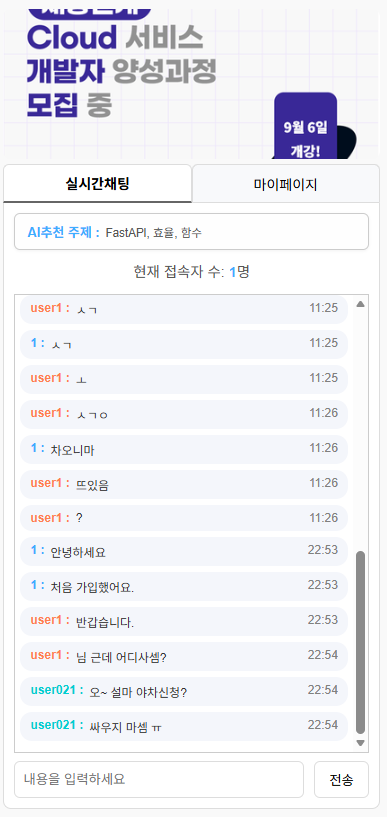 Cloud 서비스
개발자 양성과정
모집 중
9월 6일
개강!
실시간채팅 마이페이지
AI추천 주제 : FastAPI, 효율, 함수
현재 접속자 수: 1명
user1 : ㅅㄱ 11:25
1 : ㅅㄱ 11:25
user1 : ㅗ 11:25
user1 : ㅅㄱㅇ 11:26
1 : 차오니마 11:26
user1 : 뜨있음 11:26
user1 : ? 11:26
1 : 안녕하세요 22:53
1 : 처음 가입했어요. 22:53
user1 : 반갑습니다. 22:53
user1 : 님 근데 어디사셈? 22:54
user021 : 오~ 설마 야차신청? 22:54
user021 : 싸우지 마셈 ㅠ 22:54
내용을 입력하세요 전송